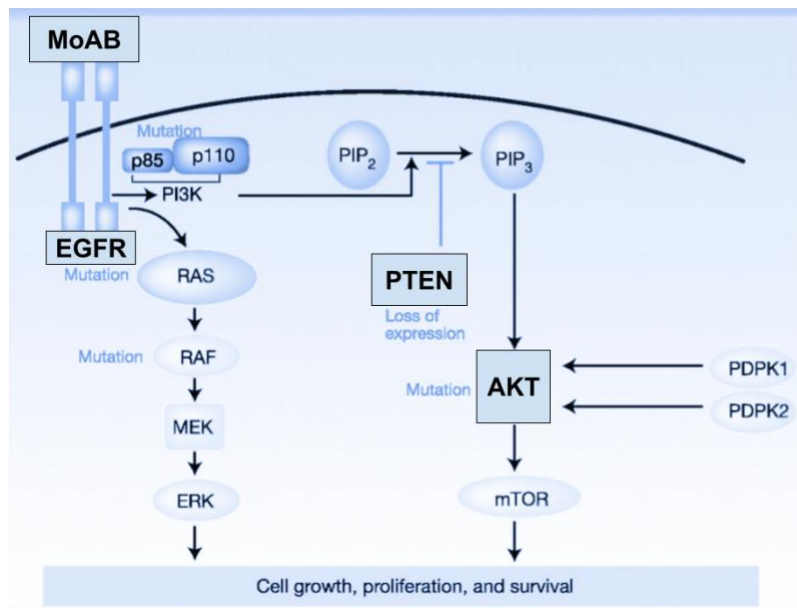 MoAB
Mutation
p85
p110
PI3K
PIP2
PIP3
EGFR
Mutation
RAS
PTEN
Loss of
expression
Mutation
RAF
Mutation
AKT
PDPK1
PDPK2
MEK
ERK
mTOR
Cell growth, proliferation, and survival